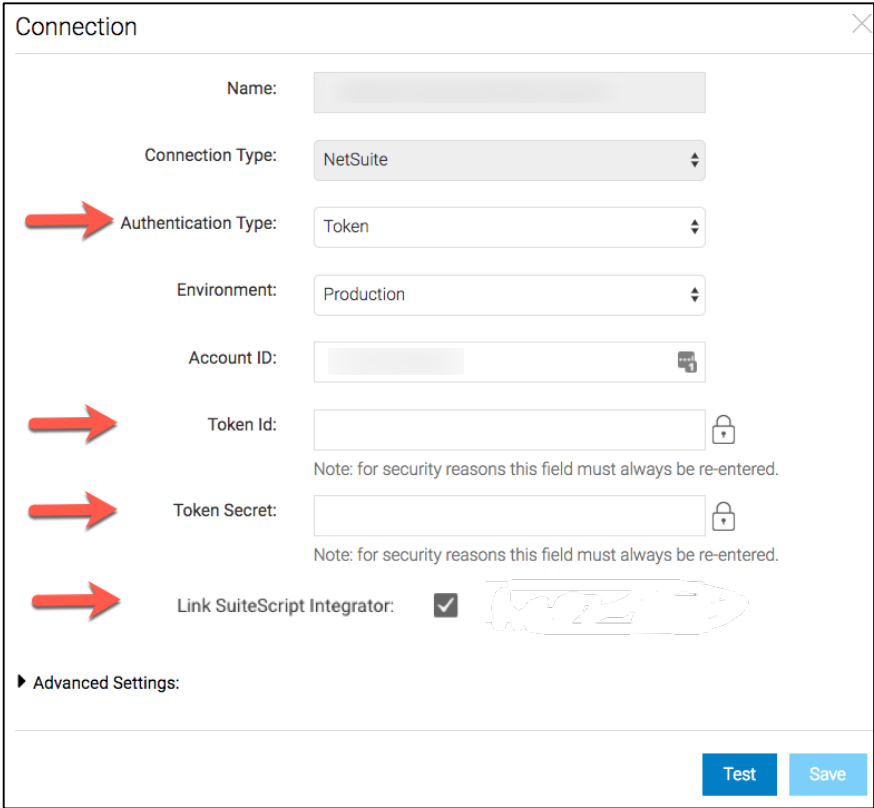 Connection
Name:
Connection Type: NetSuite
Authentication Type: Token
Environment: Production
Account ID:
Token Id:
Note: for security reasons this field must always be re-entered.
Token Secret:
Note: for security reasons this field must always be re-entered.
Link SuiteScript Integrator:
Advanced Settings:
Test Save